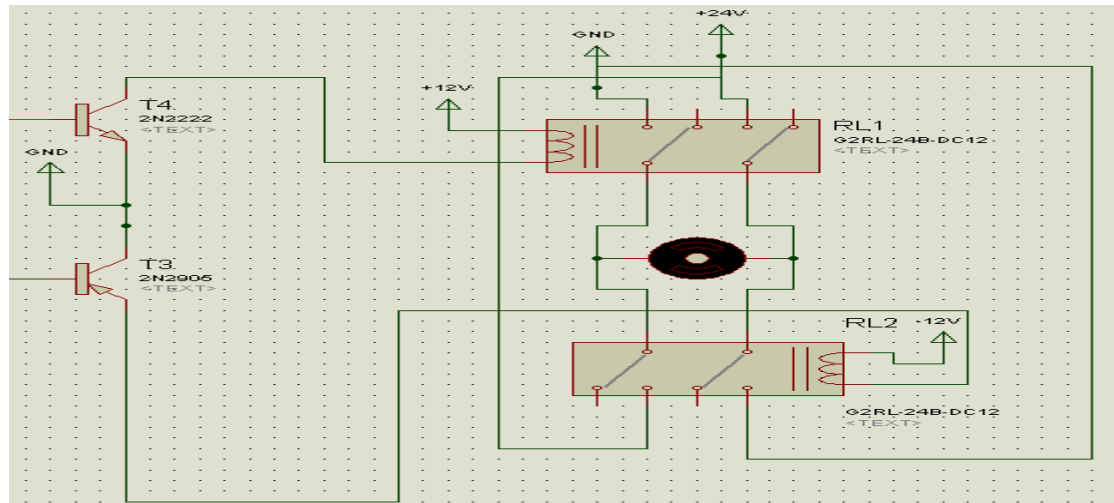 +24V
GND
+12V
T4
2N2222
<TEXT>
GND
RL1
G2RL-24B-DC12
<TEXT>
T3
2N2905
<TEXT>
RL2
-12V
G2RL-24B-DC12
<TEXT>